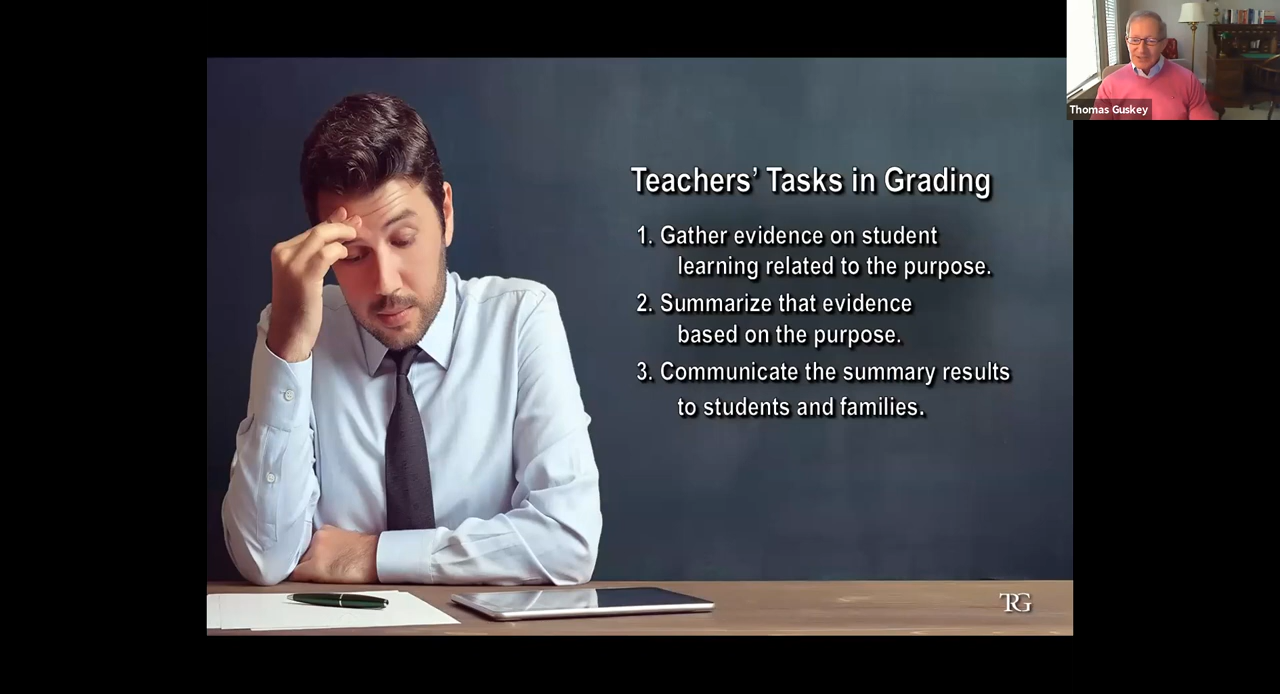 Thomas Guskey
Teachers’ Tasks in Grading
1. Gather evidence on student
learning related to the purpose.
2. Summarize that evidence
based on the purpose.
3. Communicate the summary results
to students and families.
TRG